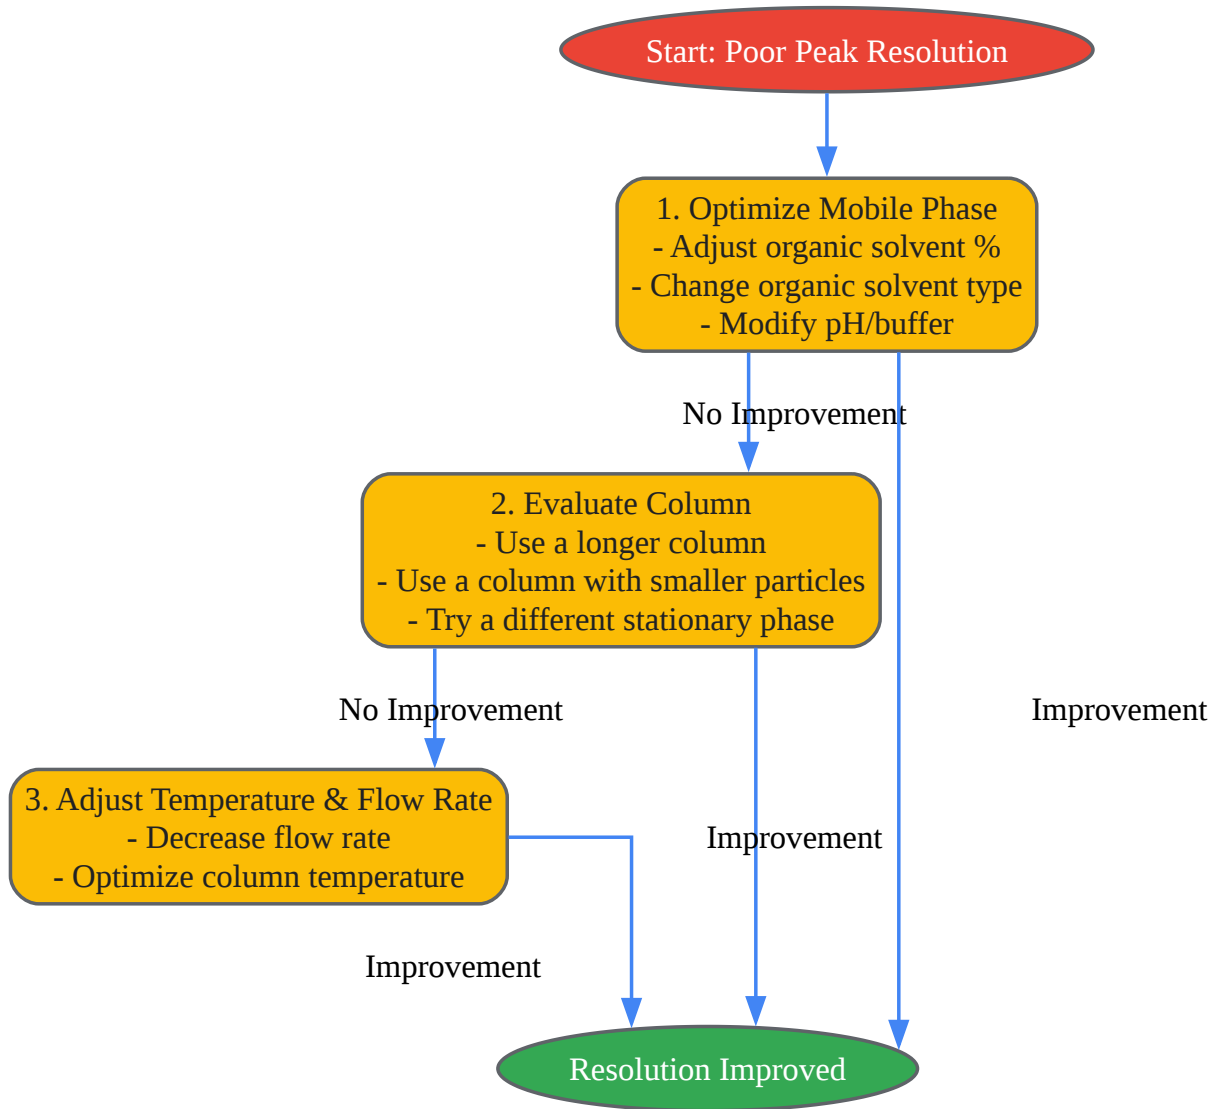 Start: Poor Peak Resolution
1. Optimize Mobile Phase
- Adjust organic solvent %
- Change organic solvent type
- Modify pH/buffer
No Improvement
2. Evaluate Column
- Use a longer column
- Use a column with smaller particles
- Try a different stationary phase
No Improvement
Improvement
3. Adjust Temperature & Flow Rate
- Decrease flow rate
- Optimize column temperature
Improvement
Improvement
Resolution Improved